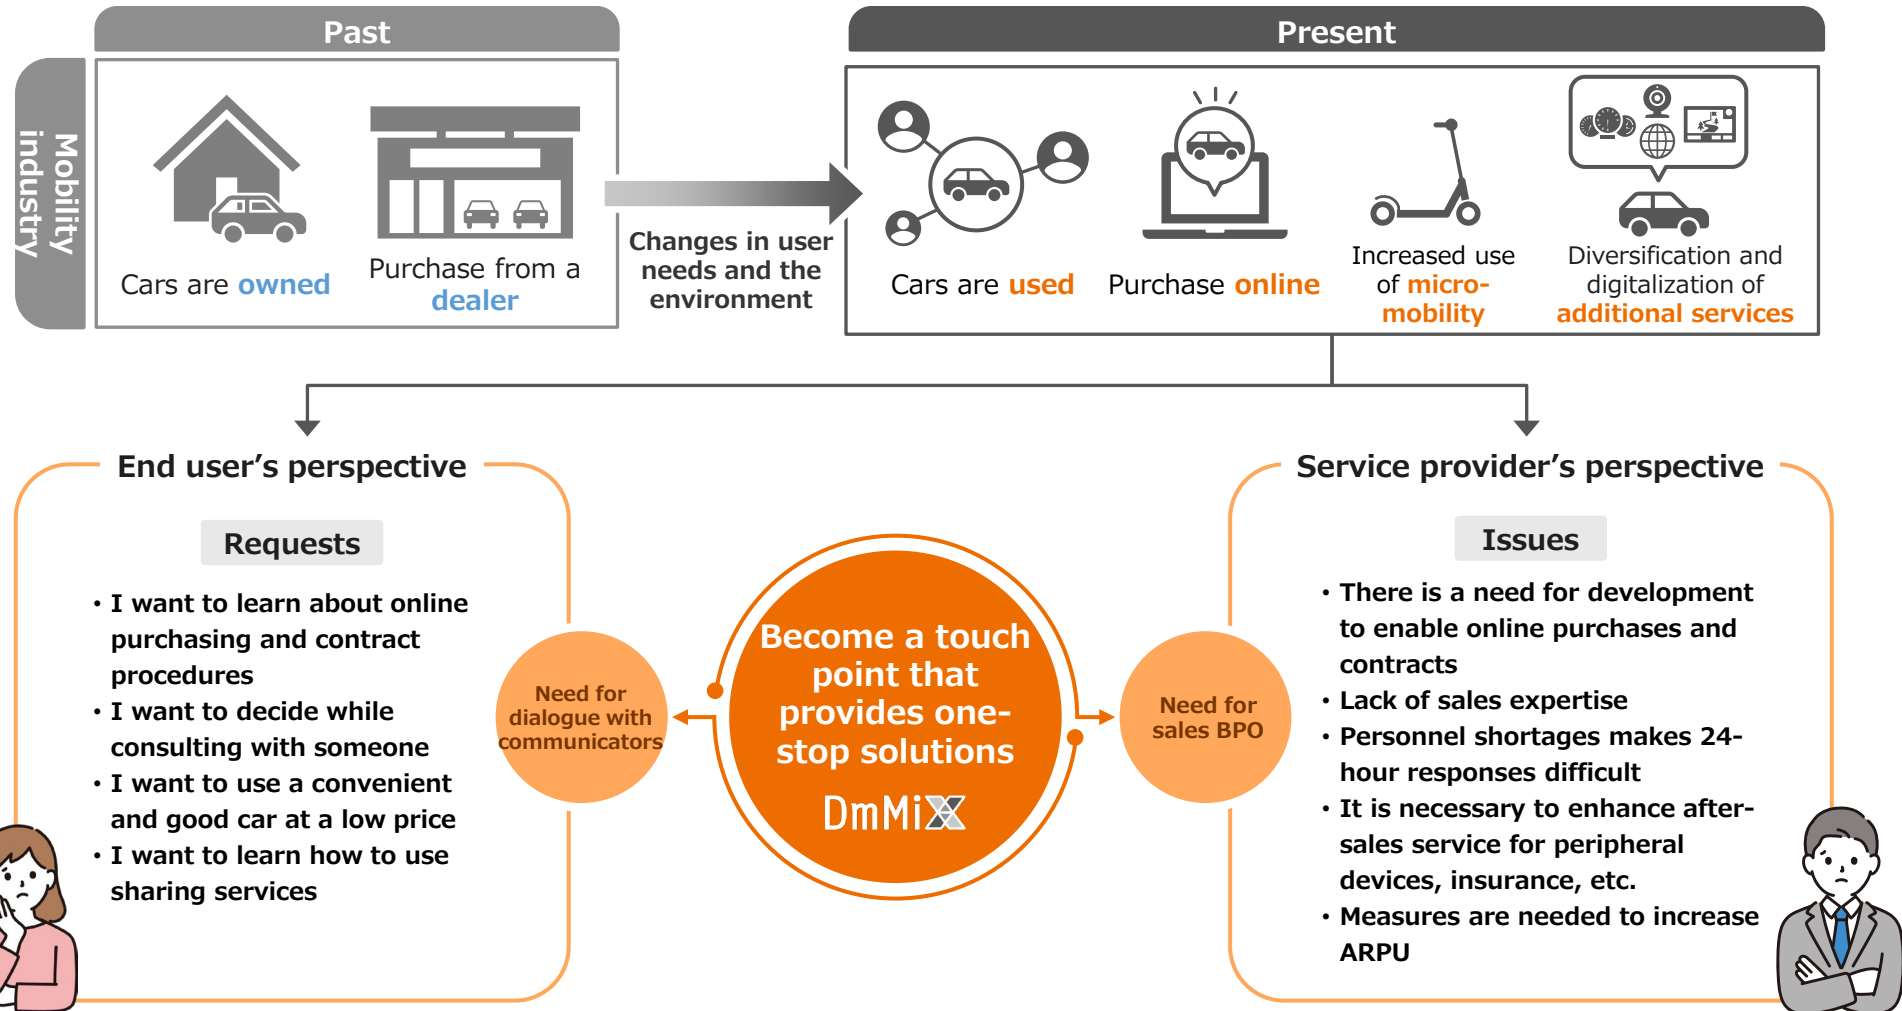 Past
Present
Mobility
industry
Cars are owned
Purchase from a
dealer
Changes in user
needs and the
environment
Cars are used
Purchase online
Increased use
of micro-
mobility
Diversification and
digitalization of
additional services
End user’s perspective
Requests
・I want to learn about online
purchasing and contract
procedures
・I want to decide while
consulting with someone
・I want to use a convenient
and good car at a low price
・I want to learn how to use
sharing services
Need for
dialogue with
communicators
Become a touch
point that
provides one-
stop solutions
DmMiX
Need for
sales BPO
Service provider’s perspective
Issues
・There is a need for development
to enable online purchases and
contracts
・Lack of sales expertise
・Personnel shortages makes 24-
hour responses difficult
・It is necessary to enhance after-
sales service for peripheral
devices, insurance, etc.
・Measures are needed to increase
ARPU